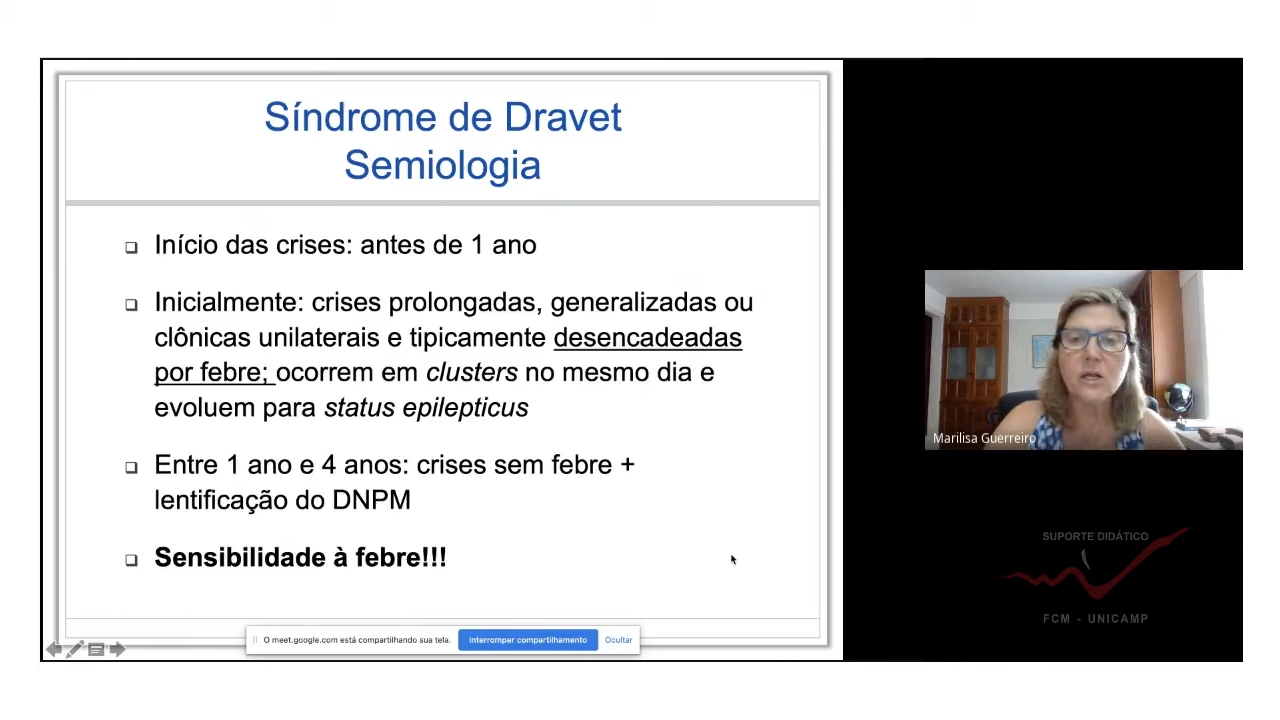 Síndrome de Dravet
Semiologia
Início das crises: antes de 1 ano
Inicialmente: crises prolongadas, generalizadas ou
clônicas unilaterais e tipicamente desencadeadas
por febre; ocorrem em clusters no mesmo dia e
evoluem para status epilepticus
Entre 1 ano e 4 anos: crises sem febre +
lentificação do DNPM
Sensibilidade à febre!!!
O meet.google.com está compartilhando sua tela.
Interromper compartilhamento
Ocultar
Marilisa Guerreiro
SUPORTE DIDÁTICO
FCM - UNICAMP